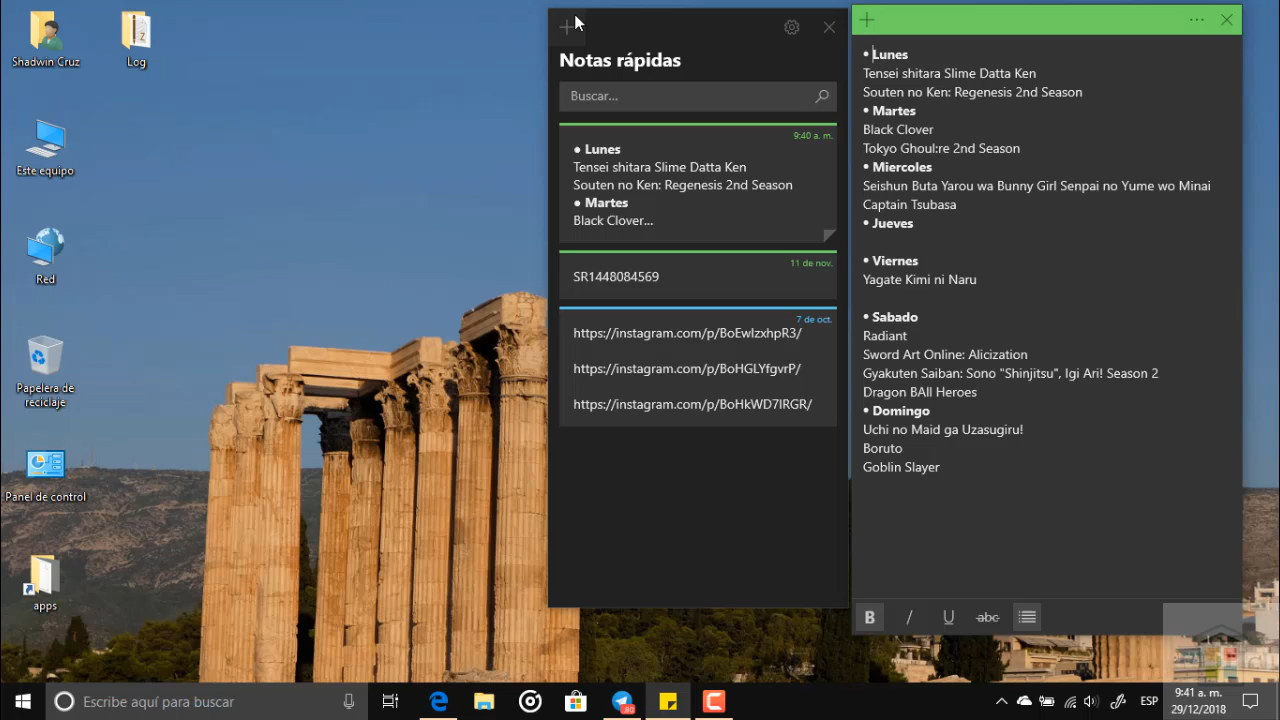 Shadwin Cruz
Log
Este equipo
Red
Papelera de
reciclaje
Panel de control
apps
Notas rápidas
Buscar...
9:40 a. m.
● Lunes
Tensei shitara Slime Datta Ken
Souten no Ken: Regenesis 2nd Season
● Martes
Black Clover...
11 de nov.
SR1448084569
7 de oct.
https://instagram.com/p/BoEwlzxhpR3/
https://instagram.com/p/BoHGLYfgvrP/
https://instagram.com/p/BoHkWD7lRGR/
• Lunes
Tensei shitara Slime Datta Ken
Souten no Ken: Regenesis 2nd Season
• Martes
Black Clover
Tokyo Ghoul:re 2nd Season
• Miercoles
Seishun Buta Yarou wa Bunny Girl Senpai no Yume wo Minai
Captain Tsubasa
• Jueves
• Viernes
Yagate Kimi ni Naru
• Sabado
Radiant
Sword Art Online: Alicization
Gyakuten Saiban: Sono "Shinjitsu", Igi Ari! Season 2
Dragon BAll Heroes
• Domingo
Uchi no Maid ga Uzasugiru!
Boruto
Goblin Slayer
B / U abc
Escribe aquí para buscar
ESP
9:41 a. m.
29/12/2018